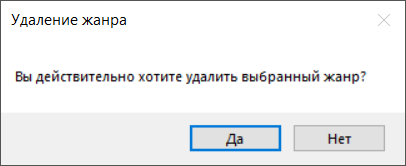 Удаление жанра
Вы действительно хотите удалить выбранный жанр?
Да Нет